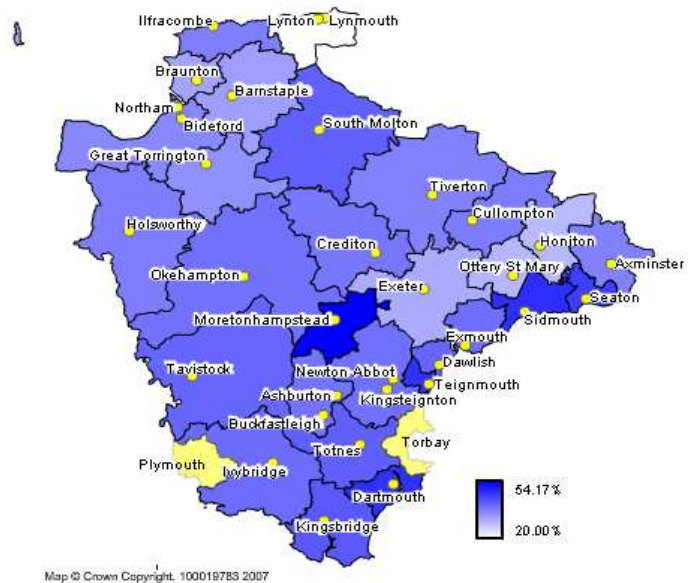 Ilfracombe
Lynton
Lynmouth
Braunton
Barnstaple
Northam
Bideford
South Molton
Great Torrington
Tiverton
Cullompton
Holsworthy
Crediton
Honiton
Okehampton
Ottery St Mary
Axminster
Exeter
Seaton
Moretonhampstead
Sidmouth
Exmouth
Dawlish
Tavistock
Newton Abbot
Teignmouth
Ashburton
Kingsteignton
Buckfastleigh
Torbay
Totnes
Plymouth
Ivybridge
Dartmouth
54.17%
Kingsbridge
20.00%
Map © Crown Copyright. 100019783 2007